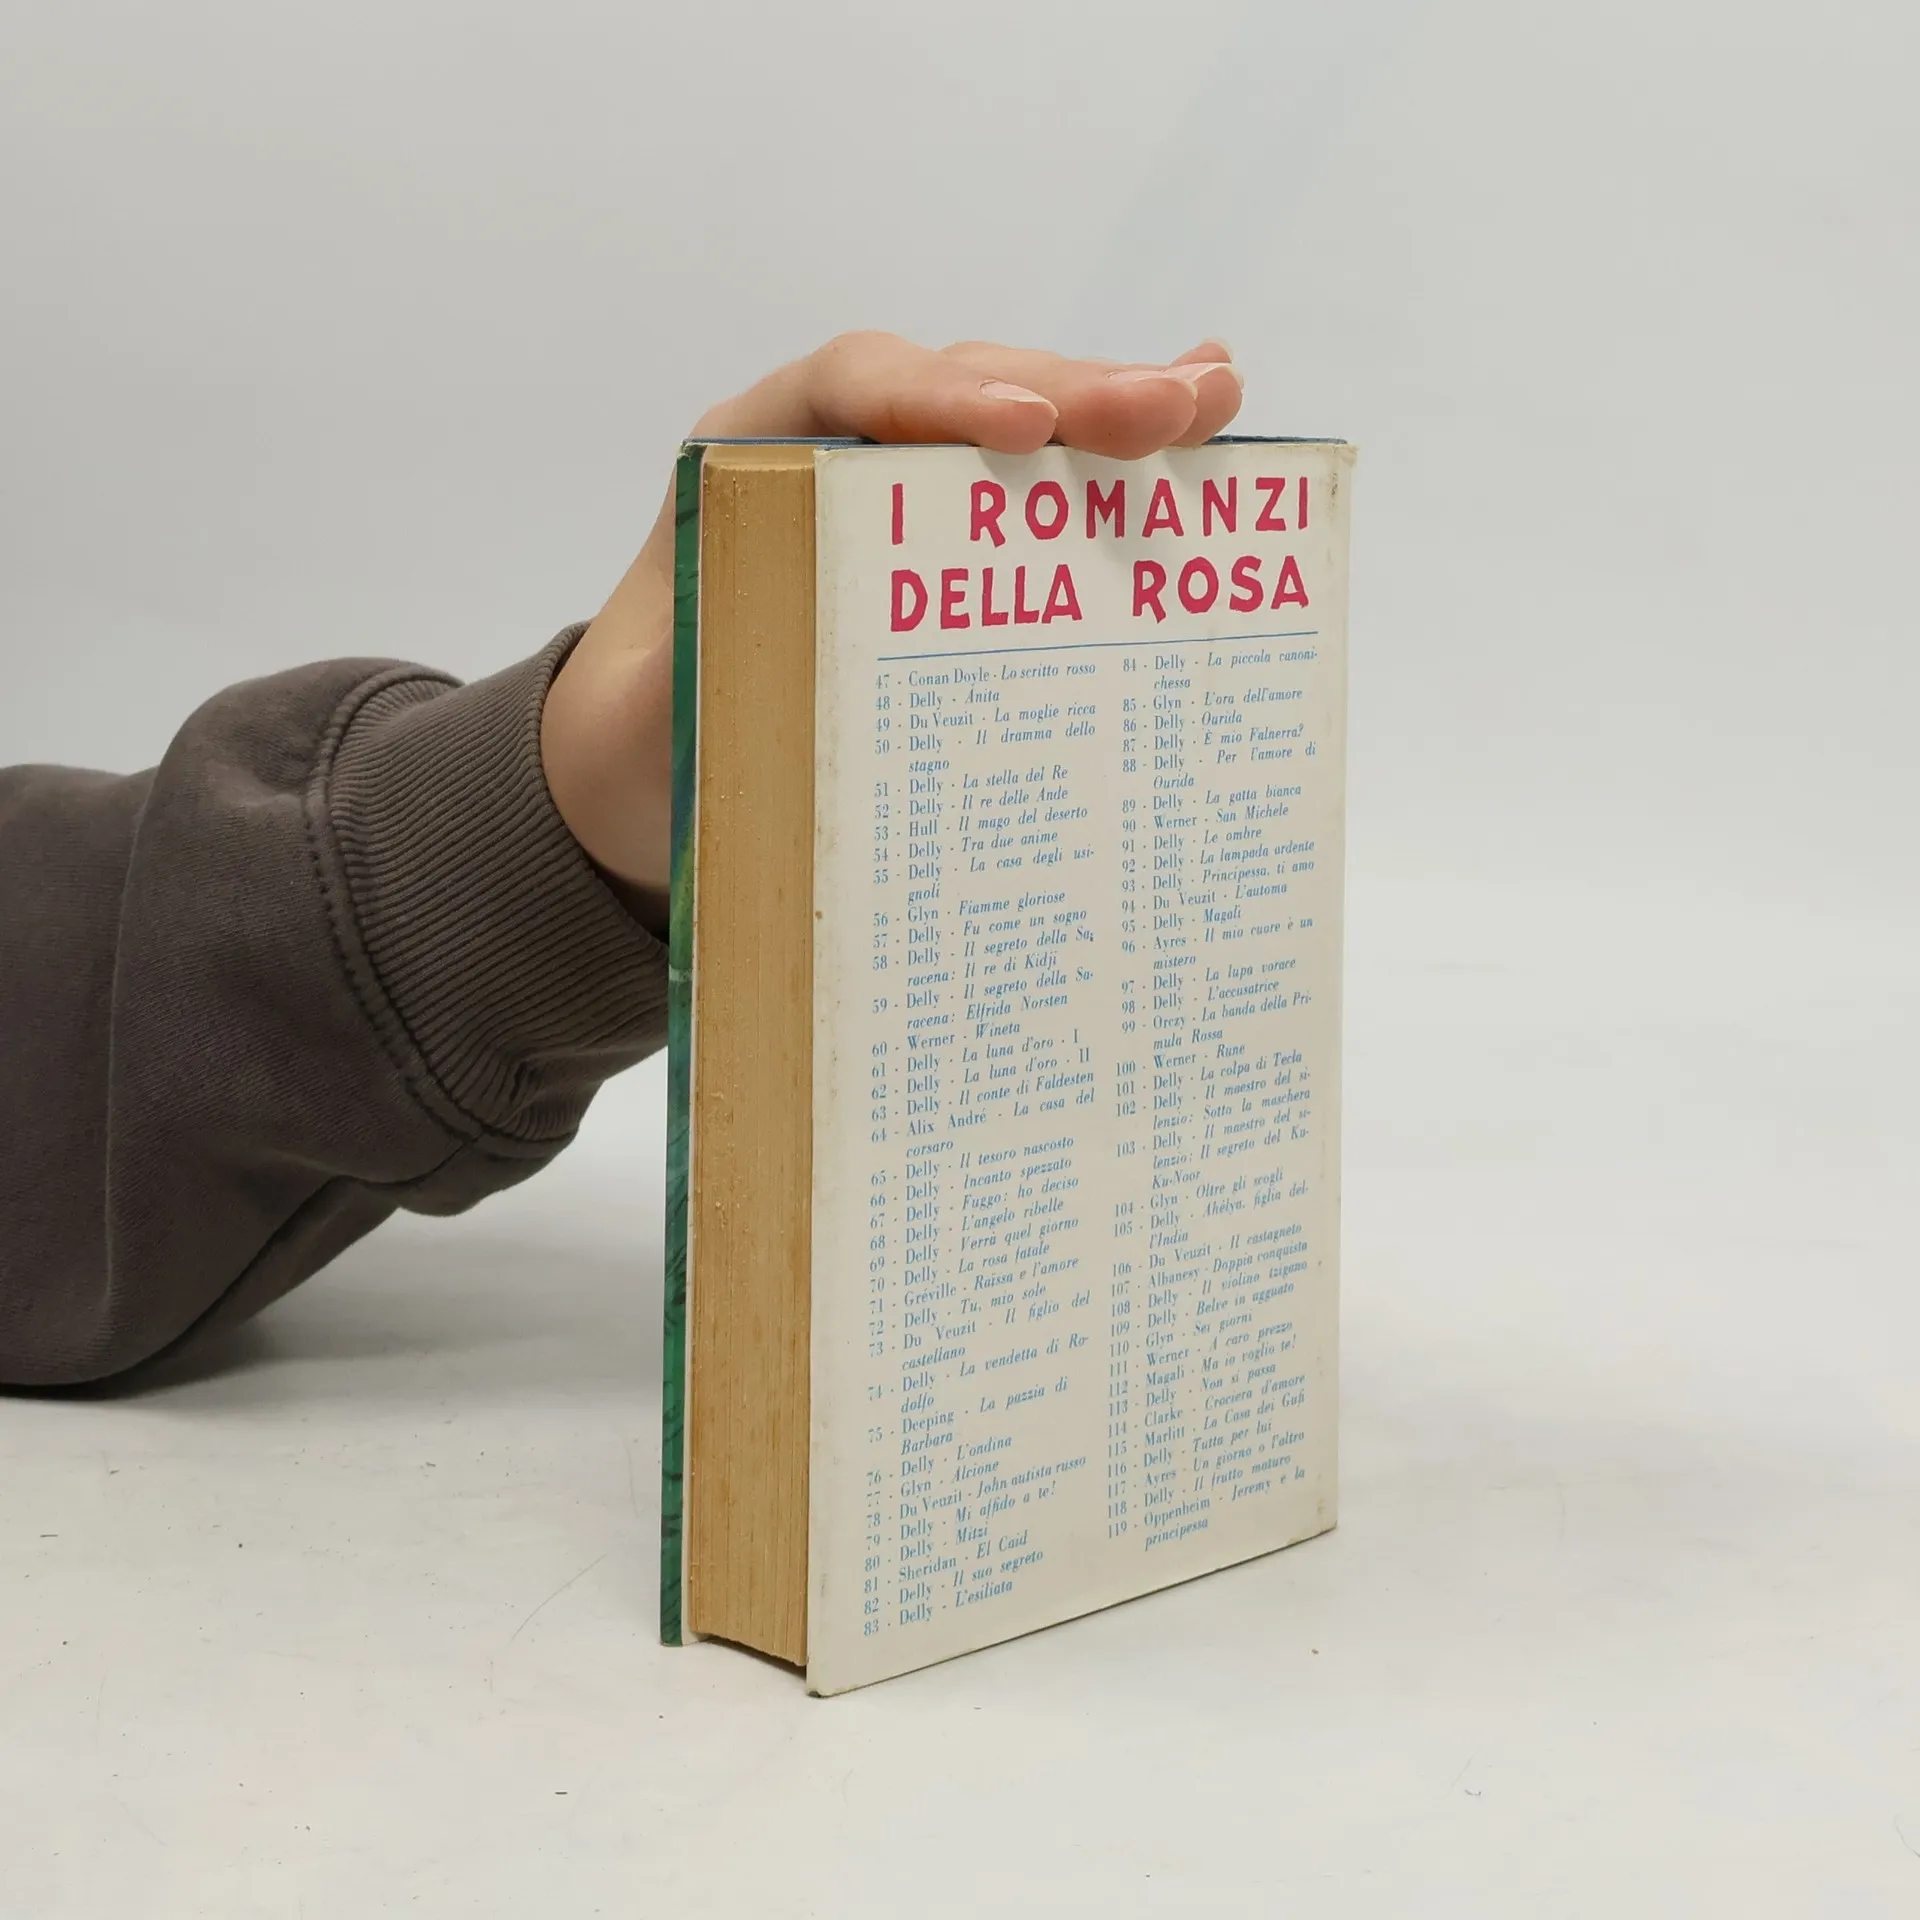 I ROMANZI
DELLA ROSA
47 - Conan Doyle - Lo scritto rosso
48 - Delly - Anita
49 - Du Veuzit - La moglie ricca
50 - Delly - Il dramma dello
stagno
51 - Delly - La stella del Re
52 - Delly - Il re delle Ande
53 - Hull - Il mago del deserto
54 - Delly - Tra due anime
55 - Delly - La casa degli usi-
gnoli
56 - Glyn - Fiamme gloriose
57 - Delly - Fu come un sogno
58 - Delly - Il segreto della Sa-
racena: Il re di Kidji
59 - Delly - Il segreto della Sa-
racena: Elfrida Norsten
60 - Werner - Wineta
61 - Delly - La luna d'oro - I
62 - Delly - La luna d'oro - II
63 - Delly - Il conte di Faldesten
64 - Alix André - La casa del
corsaro
65 - Delly - Il tesoro nascosto
66 - Delly - Incanto spezzato
67 - Delly - Fuggo: ho deciso
68 - Delly - L'angelo ribelle
69 - Delly - Verrà quel giorno
70 - Delly - La rosa fatale
71 - Gréville - Raïssa e l'amore
72 - Delly - Tu, mio sole
73 - Du Veuzit - Il figlio del
castellano
74 - Delly - La vendetta di Ro-
dolfo
75 - Deeping - La pazzia di
Barbara
76 - Delly - L'ondina
77 - Glyn - Alcione
78 - Du Veuzit - John autista russo
79 - Delly - Mi affido a te!
80 - Delly - Mitzi
81 - Sheridan - El Caid
82 - Delly - Il suo segreto
83 - Delly - L'esiliata
84 - Delly - La piccola canoni-
chessa
85 - Glyn - L'ora dell'amore
86 - Delly - Ourida
87 - Delly - È mio Falnerra?
88 - Delly - Per l'amore di
Ourida
89 - Delly - La gatta bianca
90 - Werner - San Michele
91 - Delly - Le ombre
92 - Delly - La lampada ardente
93 - Delly - Principessa, ti amo
94 - Du Veuzit - L'automa
95 - Delly - Magali
96 - Ayres - Il mio cuore è un
mistero
97 - Delly - La lupa vorace
98 - Delly - L'accusatrice
99 - Orczy - La banda della Pri-
mula Rossa
100 - Werner - Rune
101 - Delly - La colpa di Tecla
102 - Delly - Il maestro del si-
lenzio: Sotto la maschera
103 - Delly - Il maestro del si-
lenzio: Il segreto del Ku-
Ku-Noor
104 - Glyn - Oltre gli scogli
105 - Delly - Ahélya, figlia del-
l'India
106 - Du Veuzit - Il castagneto
107 - Albanesy - Doppia conquista
108 - Delly - Il violino tzigano
109 - Delly - Belve in agguato
110 - Glyn - Sei giorni
111 - Werner - A caro prezzo
112 - Magali - Ma io voglio te!
113 - Delly - Non si passa
114 - Clarke - Crociera d'amore
115 - Marlitt - La Casa dei Gufi
116 - Delly - Tutta per lui
117 - Ayres - Un giorno o l'altro
118 - Delly - Il frutto maturo
119 - Oppenheim - Jeremy e la
principessa